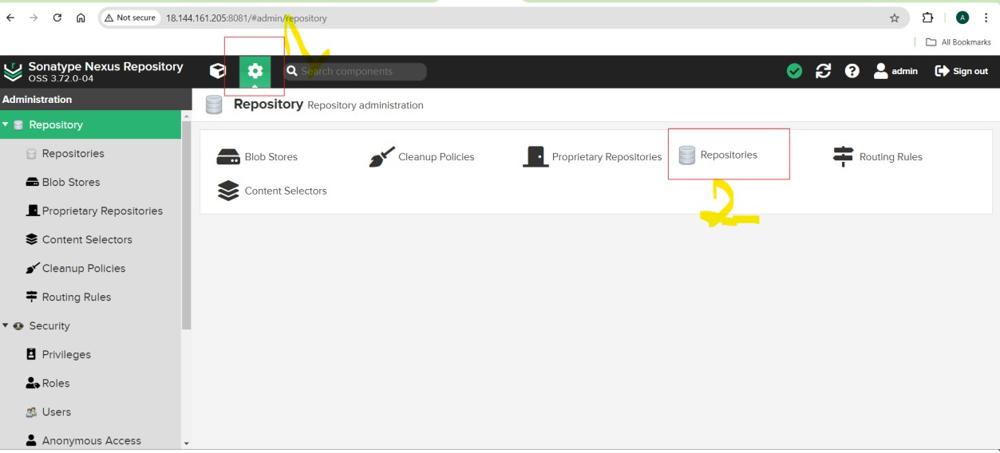 Not secure 18.144.161.205:8081/#admin/repository A
All Bookmarks
Sonatype Nexus Repository
OSS 3.72.0-04
Search components
admin Sign out
Administration
Repository Repository administration
Repository
Repositories
Blob Stores
Proprietary Repositories
Content Selectors
Cleanup Policies
Routing Rules
Security
Privileges
Roles
Users
Anonymous Access
Blob Stores Cleanup Policies Proprietary Repositories Repositories Routing Rules
Content Selectors
2